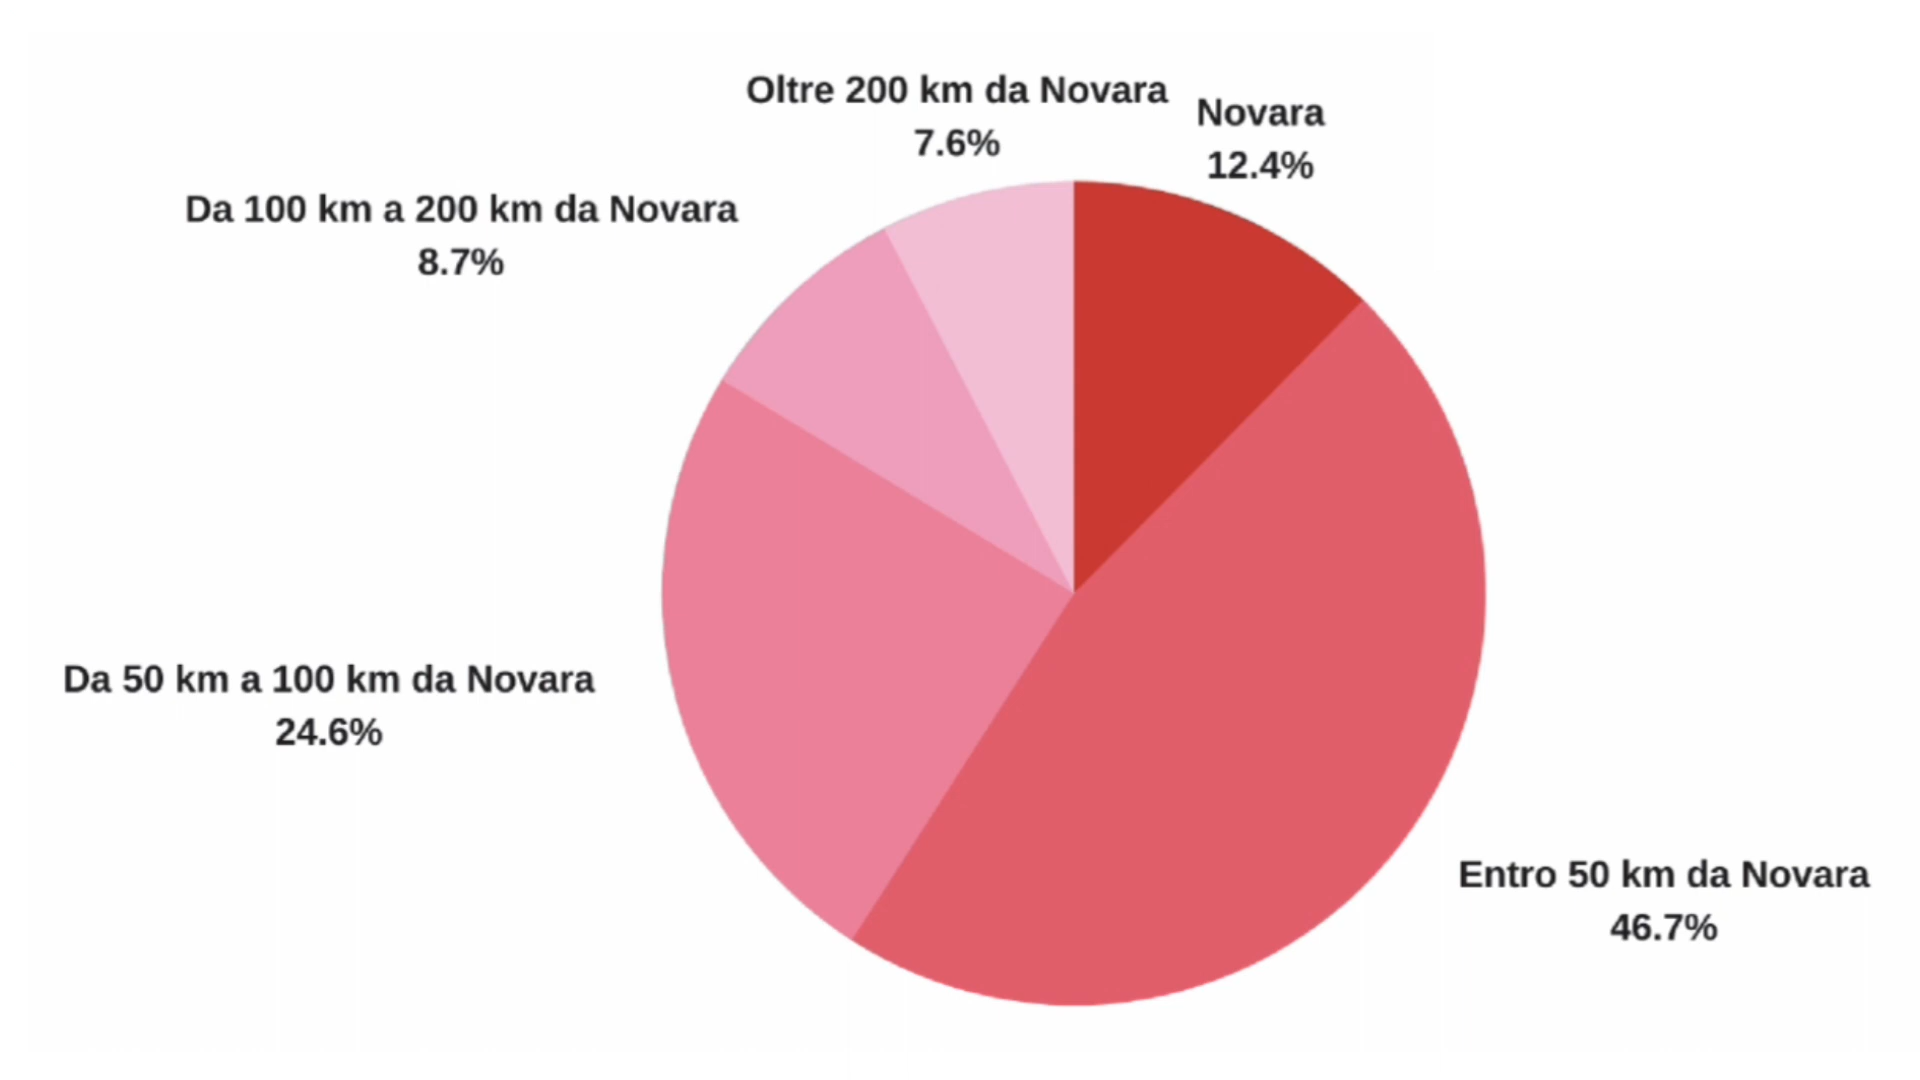 Oltre 200 km da Novara
7.6%
Novara
12.4%
Da 100 km a 200 km da Novara
8.7%
Da 50 km a 100 km da Novara
24.6%
Entro 50 km da Novara
46.7%